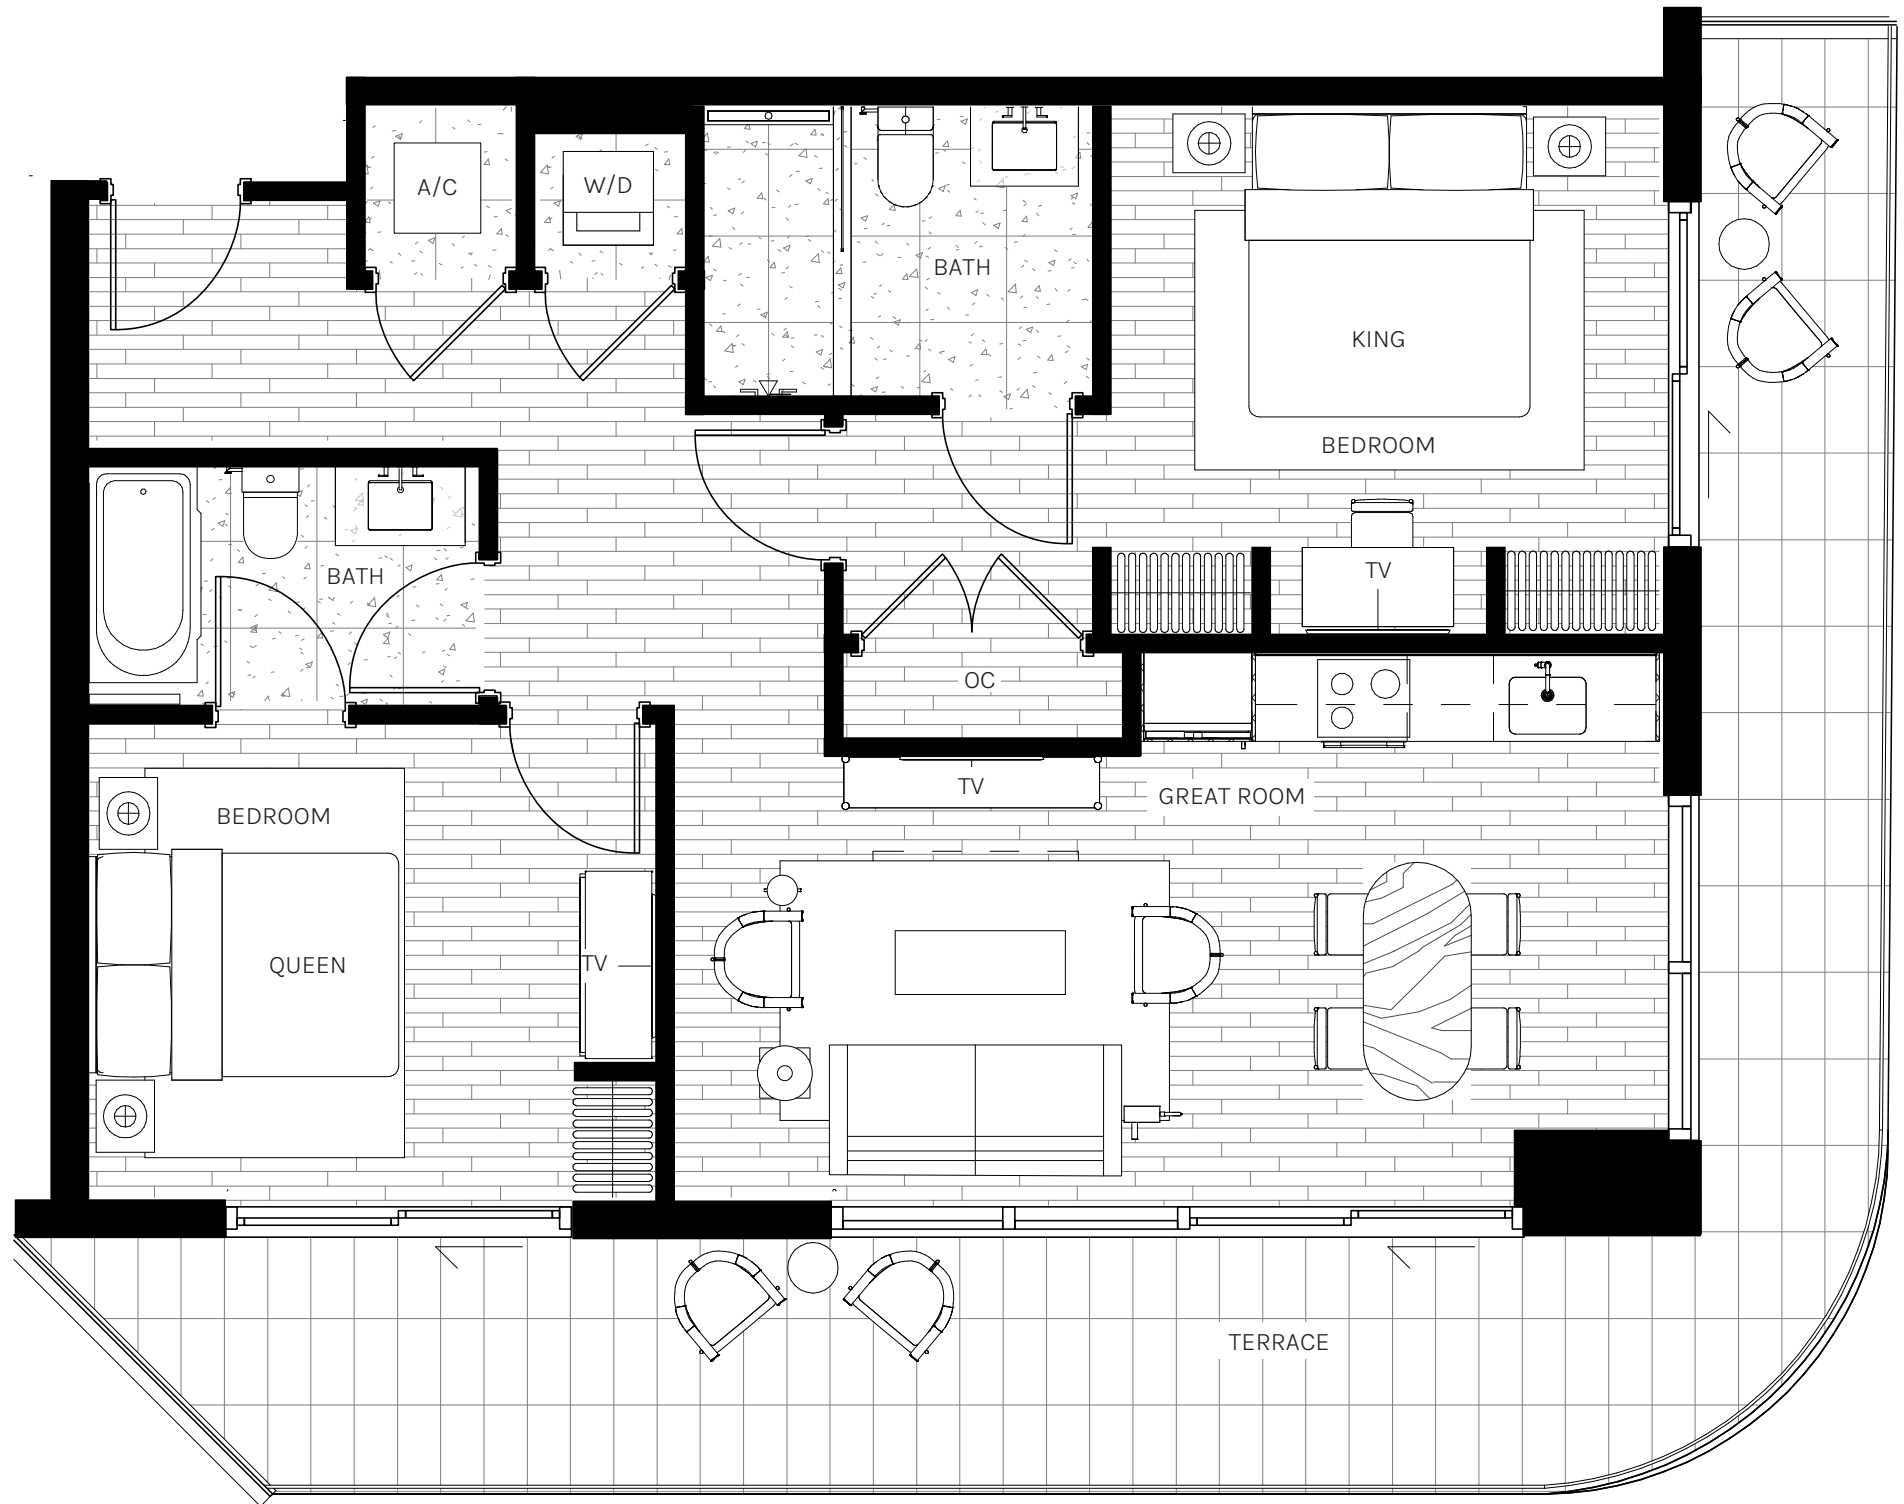 A/C
W/D
BATH
KING
BEDROOM
TV
BATH
OC
TV
GREAT ROOM
BEDROOM
QUEEN
TV
TERRACE